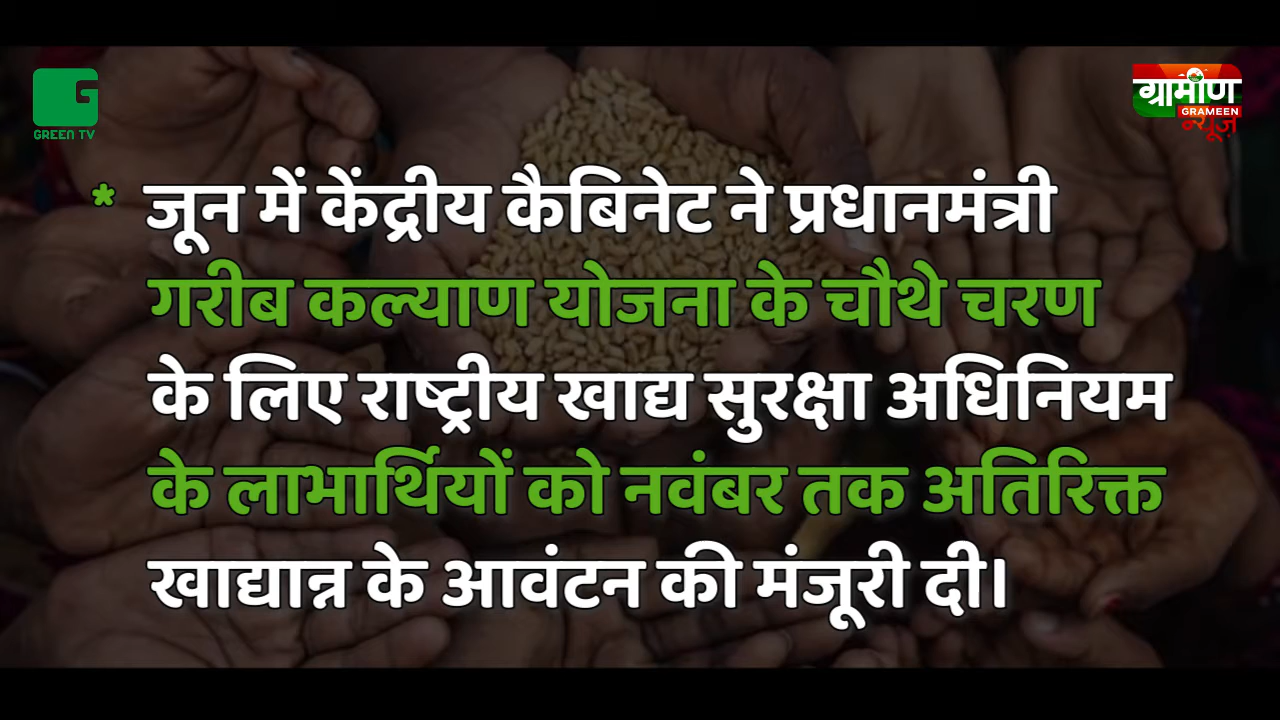 GREEN TV
ग्रामीण
GRAMEEN
न्यूज़
* जून में केंद्रीय कैबिनेट ने प्रधानमंत्री
गरीब कल्याण योजना के चौथे चरण
के लिए राष्ट्रीय खाद्य सुरक्षा अधिनियम
के लाभार्थियों को नवंबर तक अतिरिक्त
खाद्यान्न के आवंटन की मंजूरी दी।